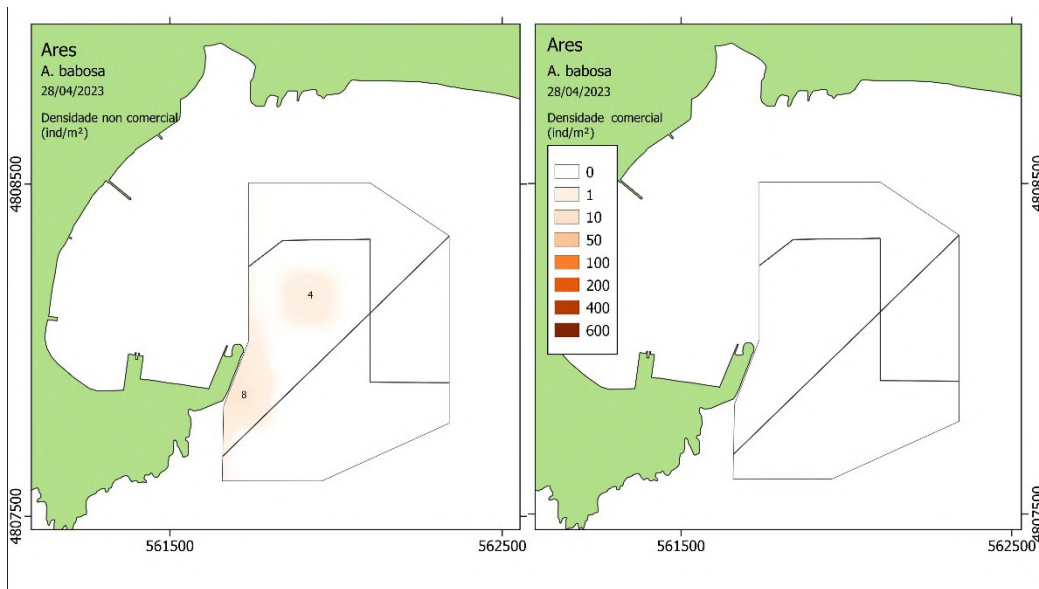 Ares
A. babosa
28/04/2023
Densidade non comercial
(ind/m²)
4808500
4807500
4
8
561500
562500
Ares
A. babosa
28/04/2023
Densidade comercial
(ind/m²)
0
1
10
50
100
200
400
600
4808500
4807500
561500
562500